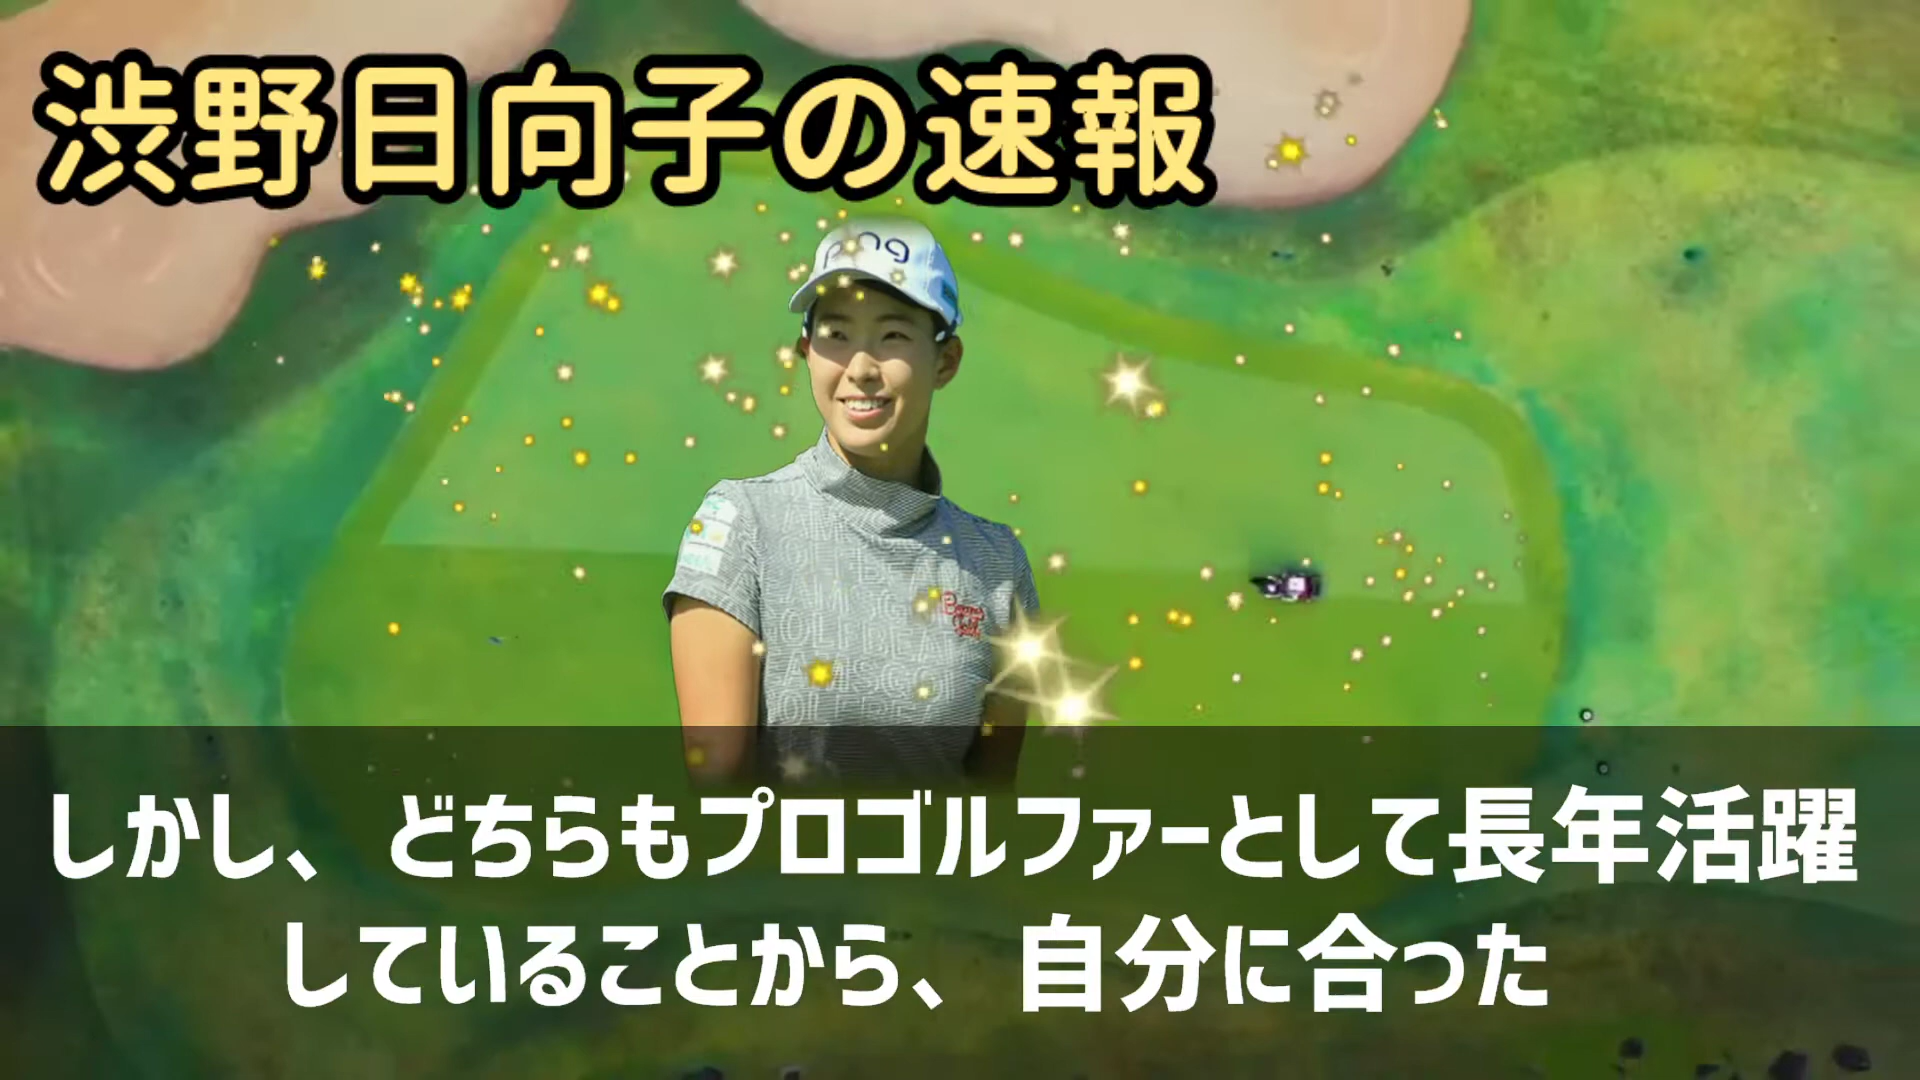 渋野日向子の速報
ping
しかし、どちらもプロゴルファーとして長年活躍
していることから、自分に合った